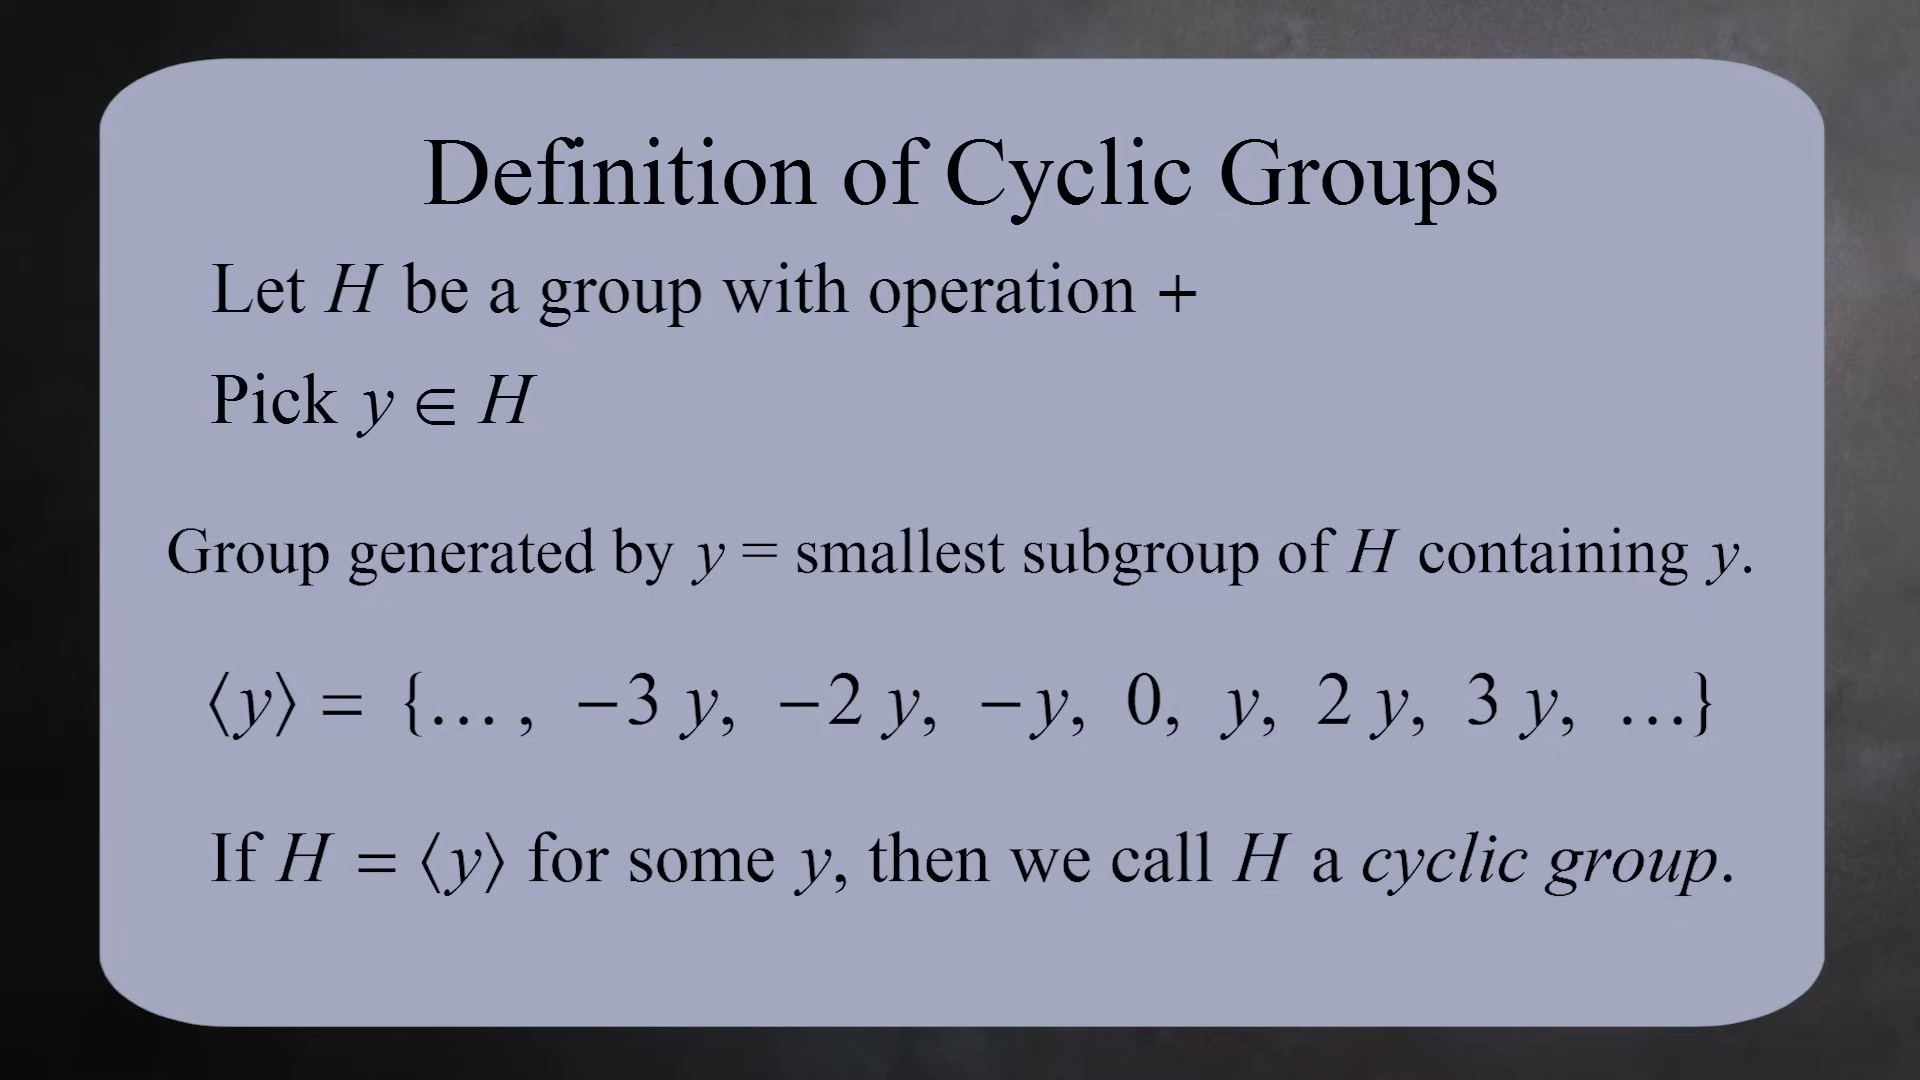 Definition of Cyclic Groups
Let H be a group with operation +
Pick y ∈ H
Group generated by y = smallest subgroup of H containing y.
⟨y⟩ = {… , −3 y, −2 y, −y, 0, y, 2 y, 3 y, …}
If H = ⟨y⟩ for some y, then we call H a cyclic group.